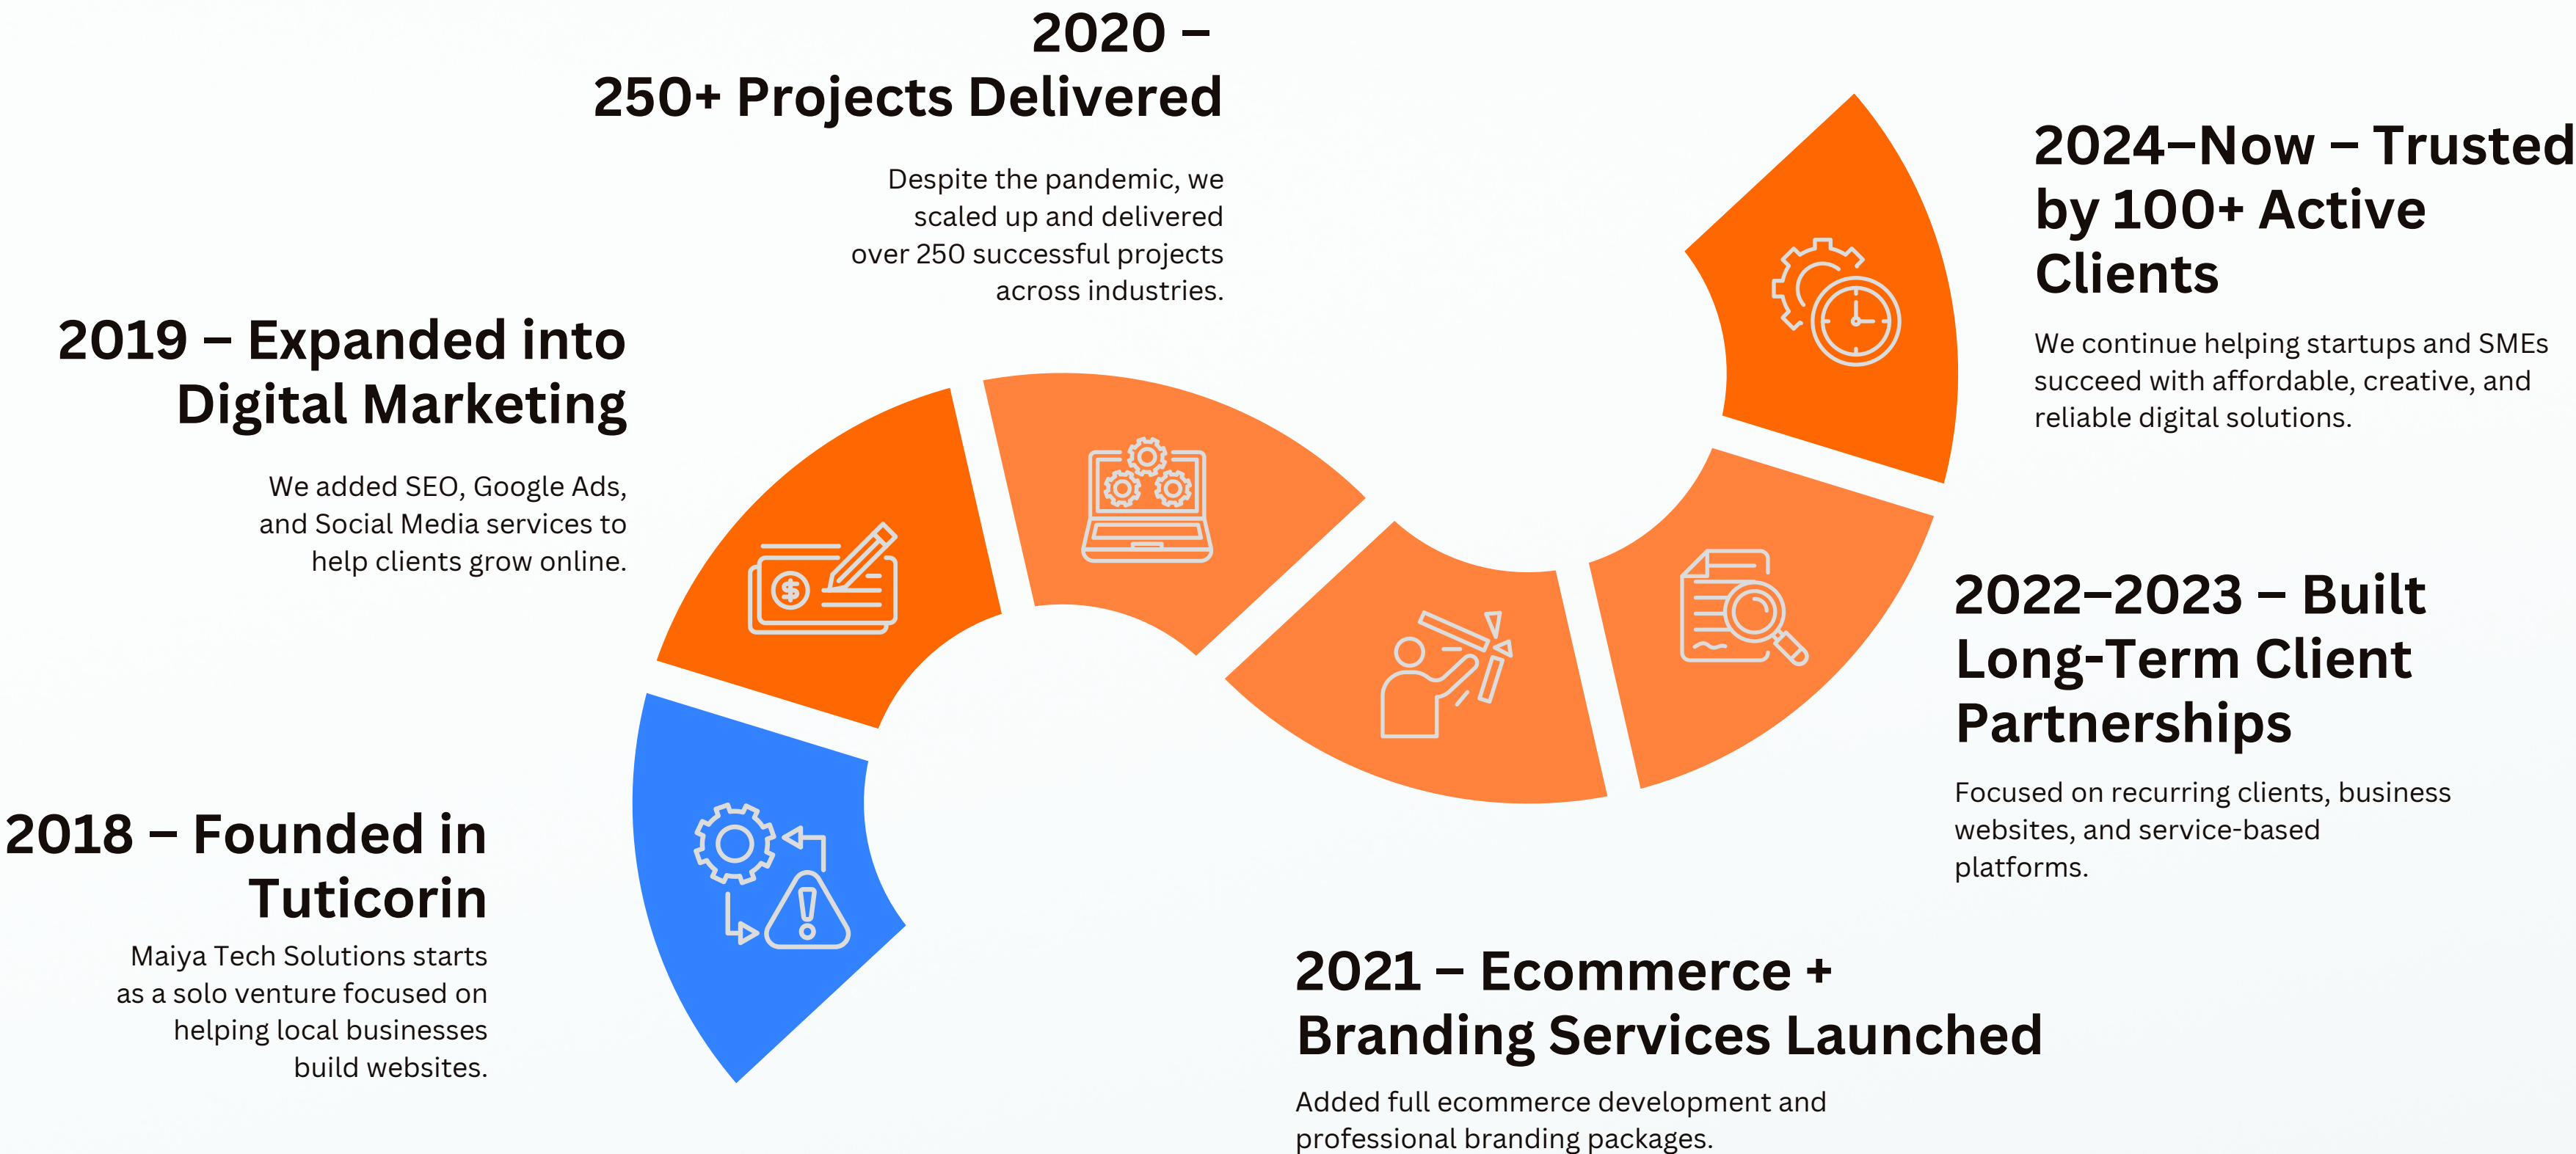 2018 – Founded in
Tuticorin
Maiya Tech Solutions starts
as a solo venture focused on
helping local businesses
build websites.
2019 – Expanded into
Digital Marketing
We added SEO, Google Ads,
and Social Media services to
help clients grow online.
2020 –
250+ Projects Delivered
Despite the pandemic, we
scaled up and delivered
over 250 successful projects
across industries.
2021 – Ecommerce +
Branding Services Launched
Added full ecommerce development and
professional branding packages.
2022–2023 – Built
Long-Term Client
Partnerships
Focused on recurring clients, business
websites, and service-based
platforms.
2024–Now – Trusted
by 100+ Active
Clients
We continue helping startups and SMEs
succeed with affordable, creative, and
reliable digital solutions.